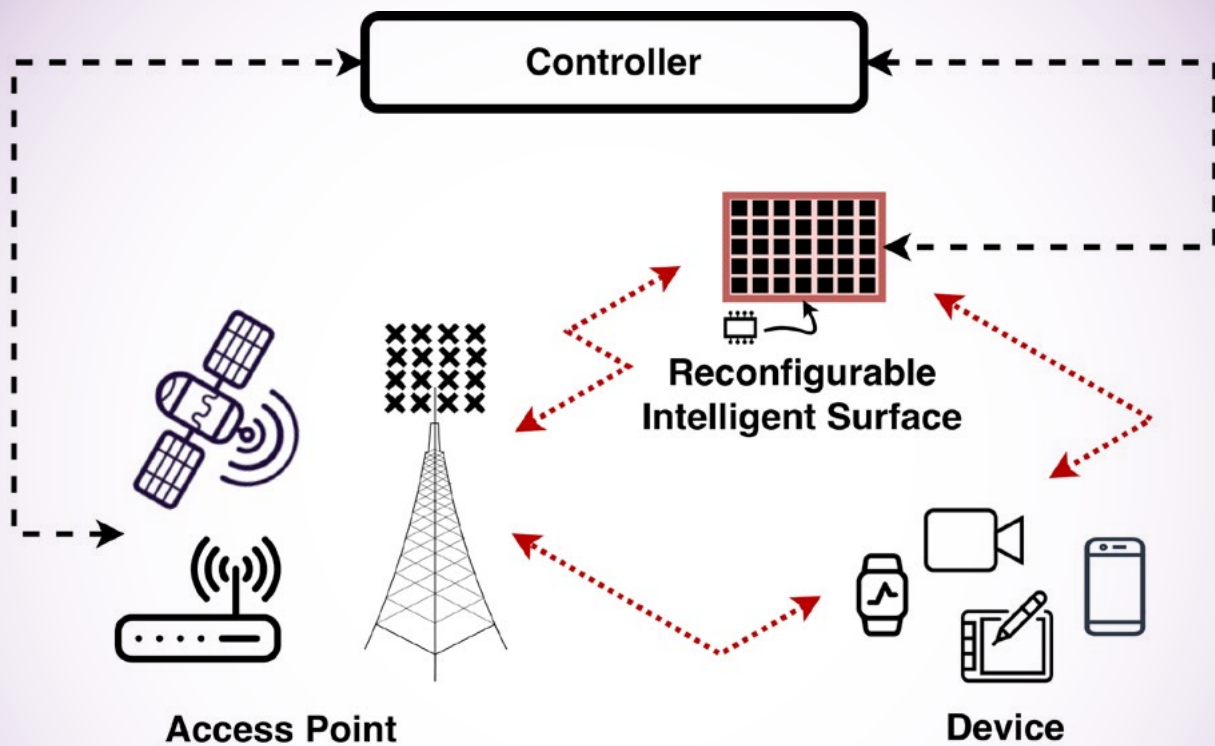 Controller
Reconfigurable
Intelligent Surface
Access Point
Device